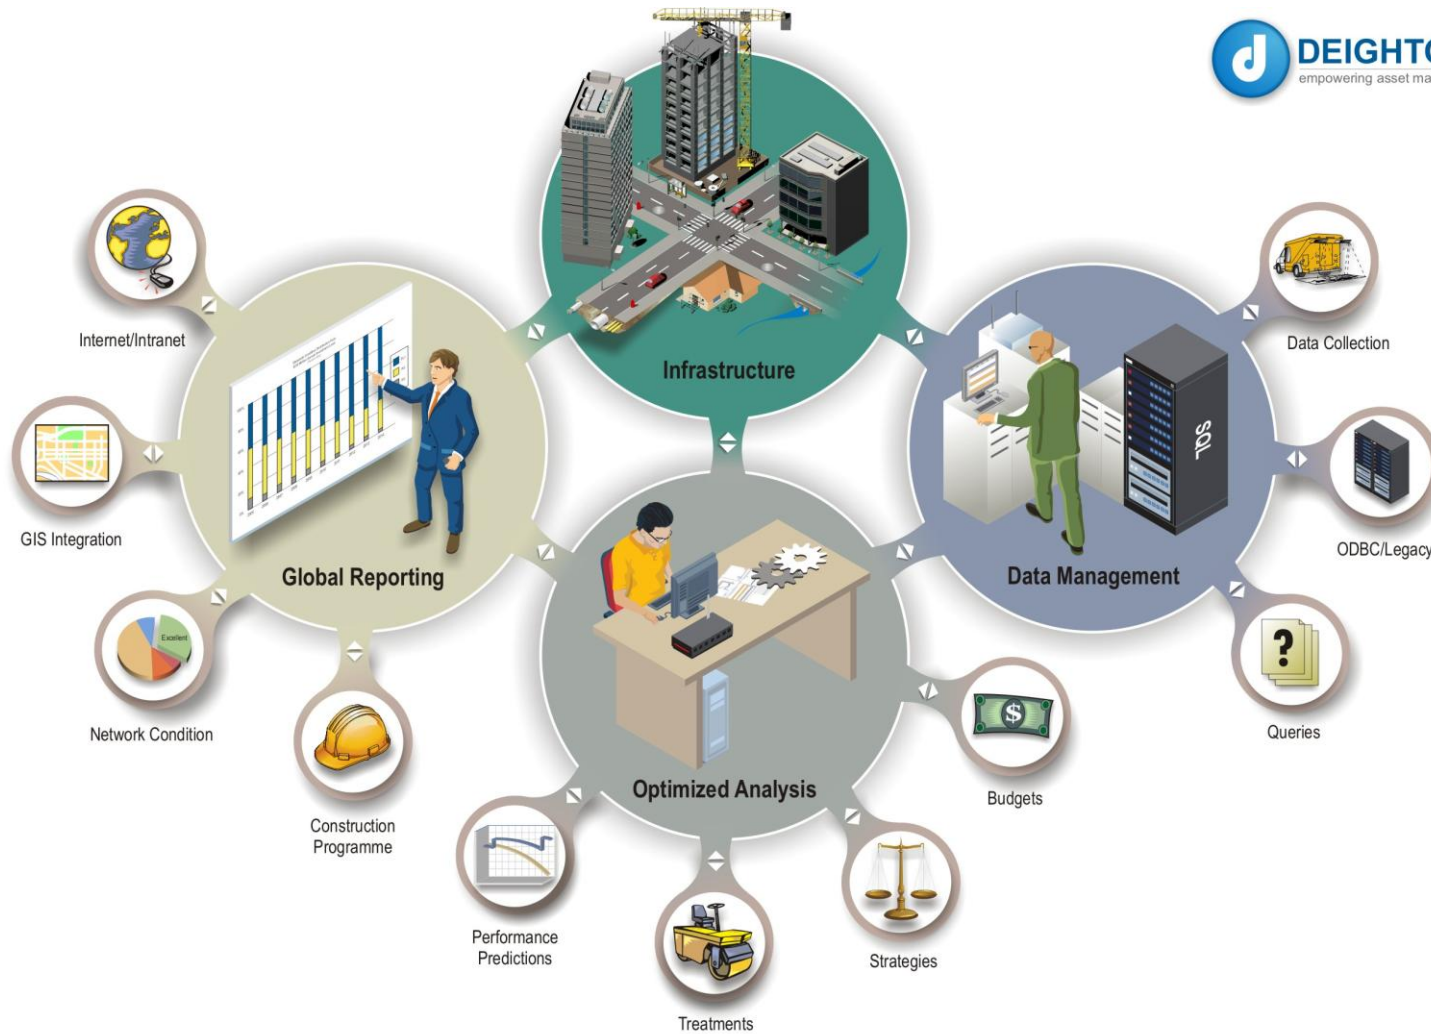 DEIGHTO
empowering asset ma
Infrastructure
Internet/Intranet
GIS Integration
Global Reporting
Excellent
Network Condition
Construction
Programme
SQL
Data Management
Data Collection
ODBC/Legacy
?
Queries
Optimized Analysis
$
Budgets
Performance
Predictions
Treatments
Strategies